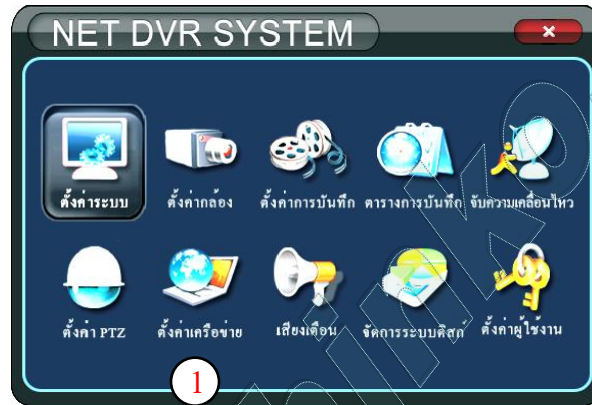 NET DVR SYSTEM
ตั้งค่าระบบ ตั้งค่ากล้อง ตั้งค่าการบันทึก ตารางการบันทึก จับความเคลื่อนไหว
ตั้งค่า PTZ ตั้งค่าเครือข่าย เสียงเตือน จัดการระบบดิสก์ ตั้งค่าผู้ใช้งาน
1